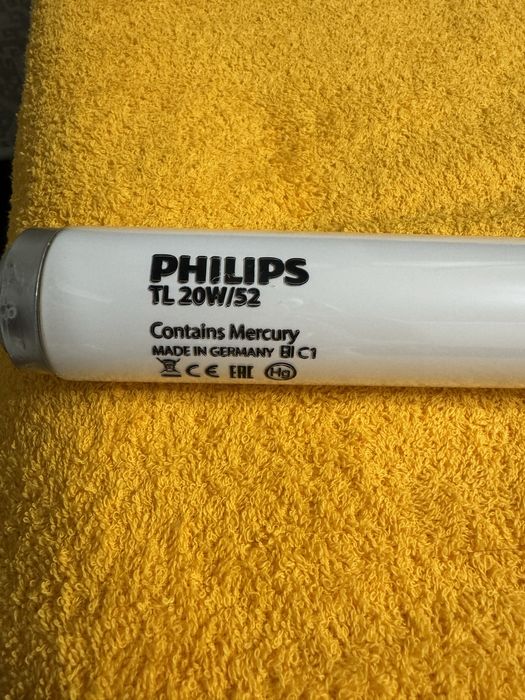 PHILIPS
TL 20W/52
Contains Mercury
MADE IN GERMANY C1
CE EAC Hg